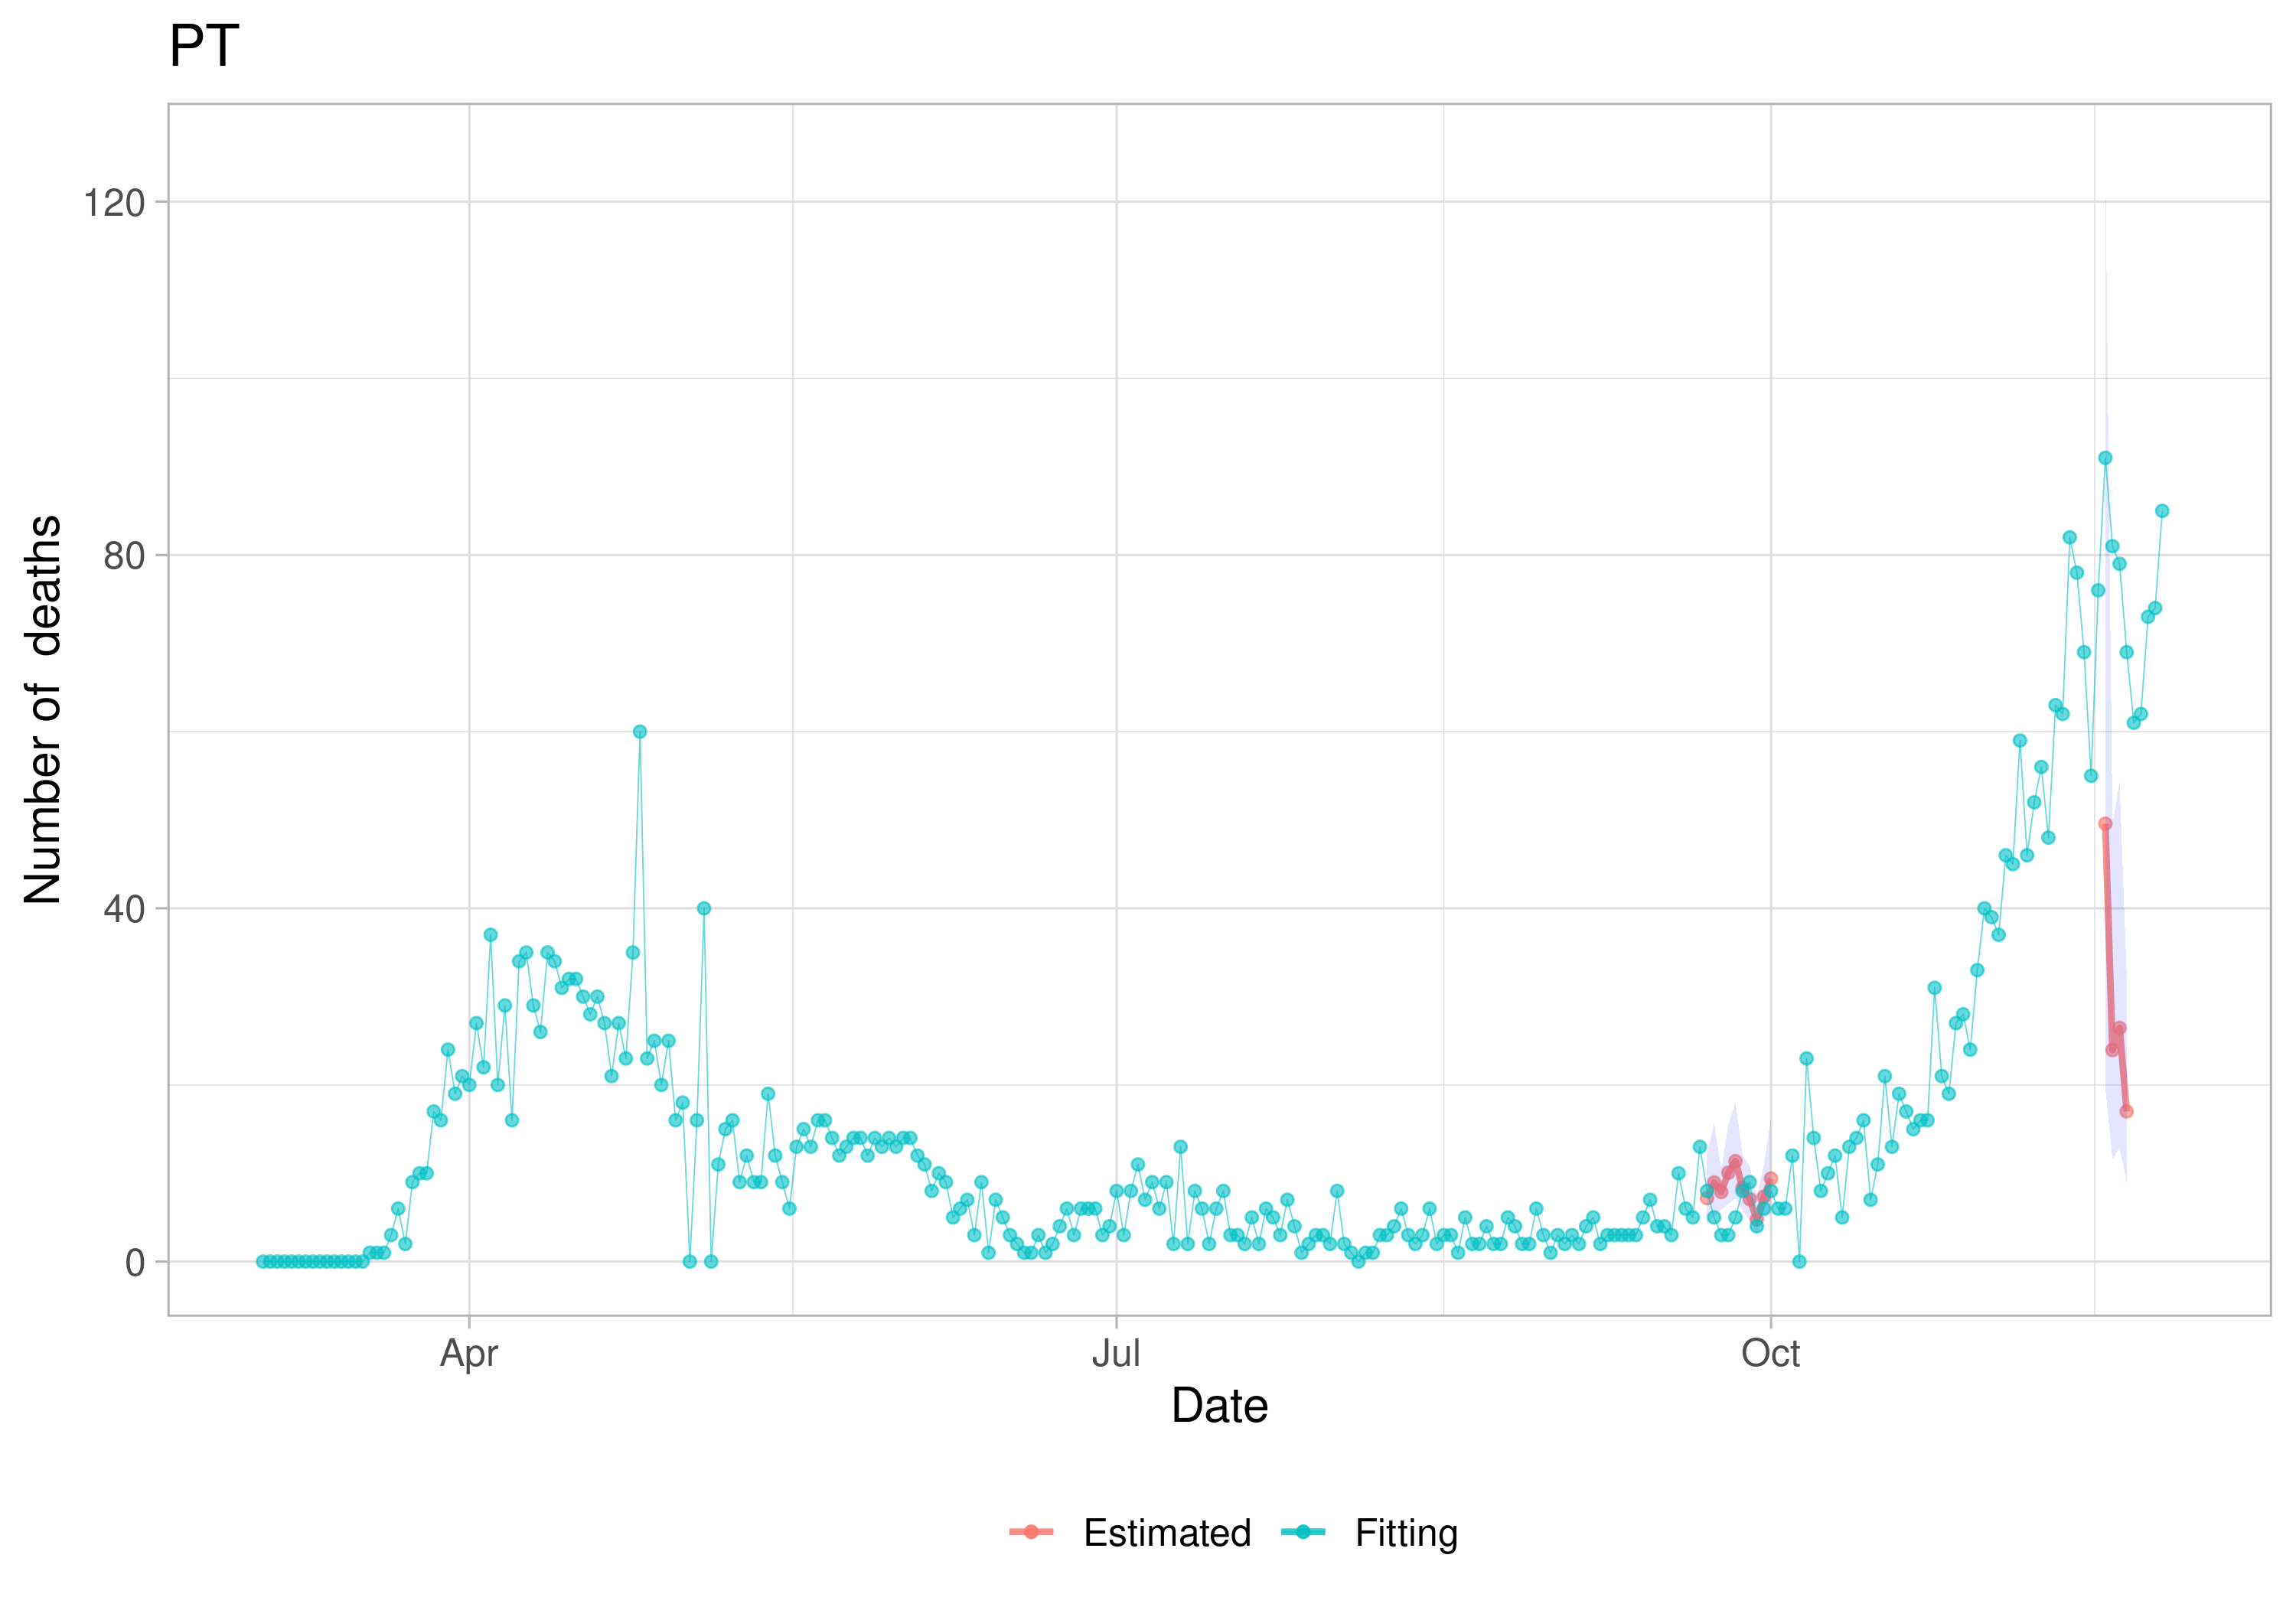 PT
120
80
40
0
Number of  deaths
Apr
Jul
Oct
Date
Estimated
Fitting